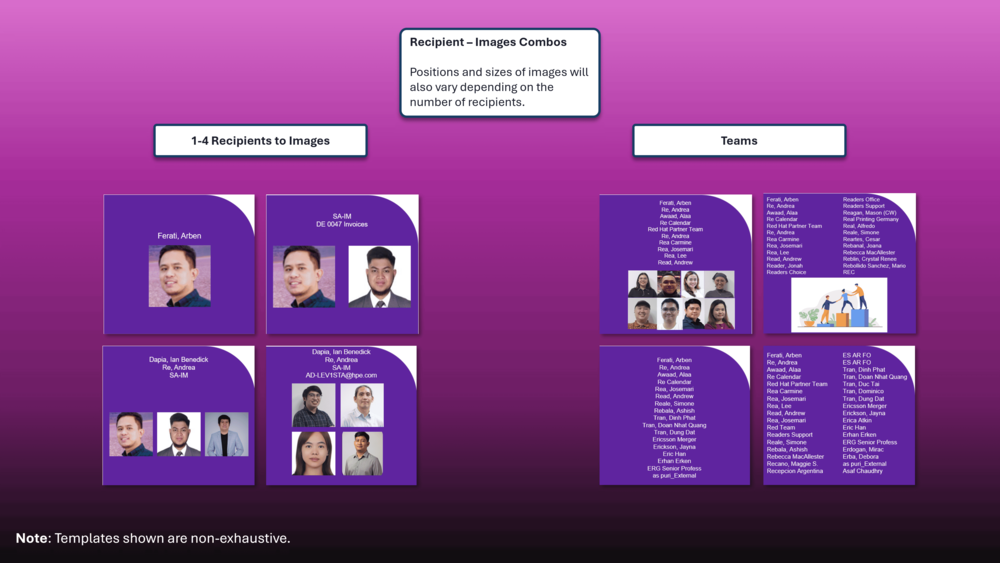 Recipient – Images Combos
Positions and sizes of images will
also vary depending on the
number of recipients.
1-4 Recipients to Images
Teams
Ferati, Arben
SA-IM
DE 0047 Invoices
Dapia, Ian Benedick
Re, Andrea
SA-IM
Dapia, Ian Benedick
Re, Andrea
SA-IM
AD-LEV1STA@hpe.com
Ferati, Arben
Re, Andrea
Awaad, Alaa
Re Calendar
Red Hat Partner Team
Re, Andrea
Rea Carmine
Rea, Josemari
Rea, Lee
Read, Andrew
Ferati, Arben
Re, Andrea
Awaad, Alaa
Re Calendar
Red Hat Partner Team
Re, Andrea
Rea Carmine
Rea, Josemari
Rea, Lee
Read, Andrew
Reader, Jonah
Readers Choice
Readers Office
Readers Support
Reagan, Mason (CW)
Real Printing Germany
Real, Alfredo
Reale, Simone
Reartes, Cesar
Rebanal, Joana
Rebecca MacAllester
Reblin, Crystal Renee
Rebollido Sanchez, Mario
REC
Ferati, Arben
Re, Andrea
Awaad, Alaa
Re Calendar
Rea, Josemari
Read, Andrew
Reale, Simone
Rebala, Ashish
Tran, Dinh Phat
Tran, Doan Nhat Quang
Tran, Dung Dat
Ericsson Merger
Erickson, Jayna
Eric Han
Erhan Erken
ERG Senior Profess
as puri_External
Ferati, Arben
Re, Andrea
Awaad, Alaa
Re Calendar
Red Hat Partner Team
Rea Carmine
Rea, Josemari
Rea, Lee
Read, Andrew
Rea, Josemari
Red Team
Readers Support
Reale, Simone
Rebala, Ashish
Rebecca MacAllester
Recano, Maggie S.
Recepcion Argentina
ES AR FO
ES AR FO
Tran, Dinh Phat
Tran, Doan Nhat Quang
Tran, Duc Tai
Tran, Dominico
Tran, Dung Dat
Ericsson Merger
Erickson, Jayna
Erica Atkin
Eric Han
Erhan Erken
ERG Senior Profess
Erdogan, Mirac
Erba, Debora
as puri_External
Asaf Chaudhry
Note: Templates shown are non-exhaustive.